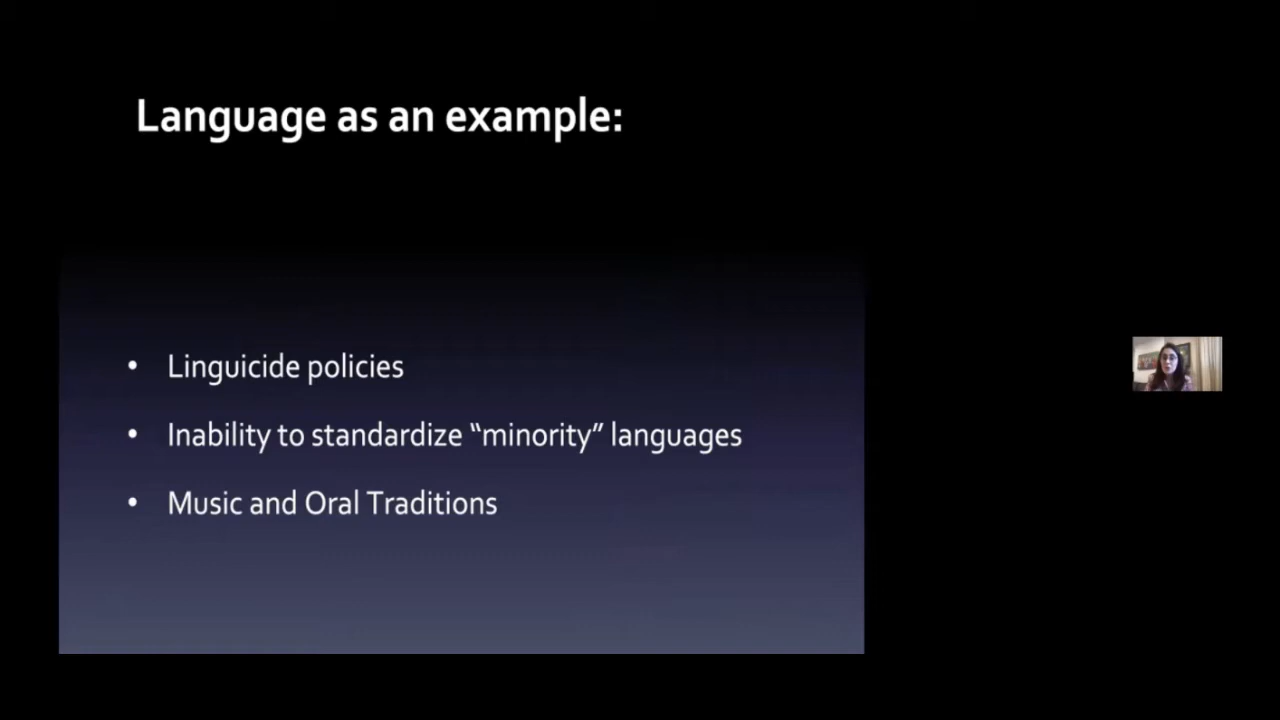 Language as an example:
• Linguicide policies
• Inability to standardize “minority” languages
• Music and Oral Traditions